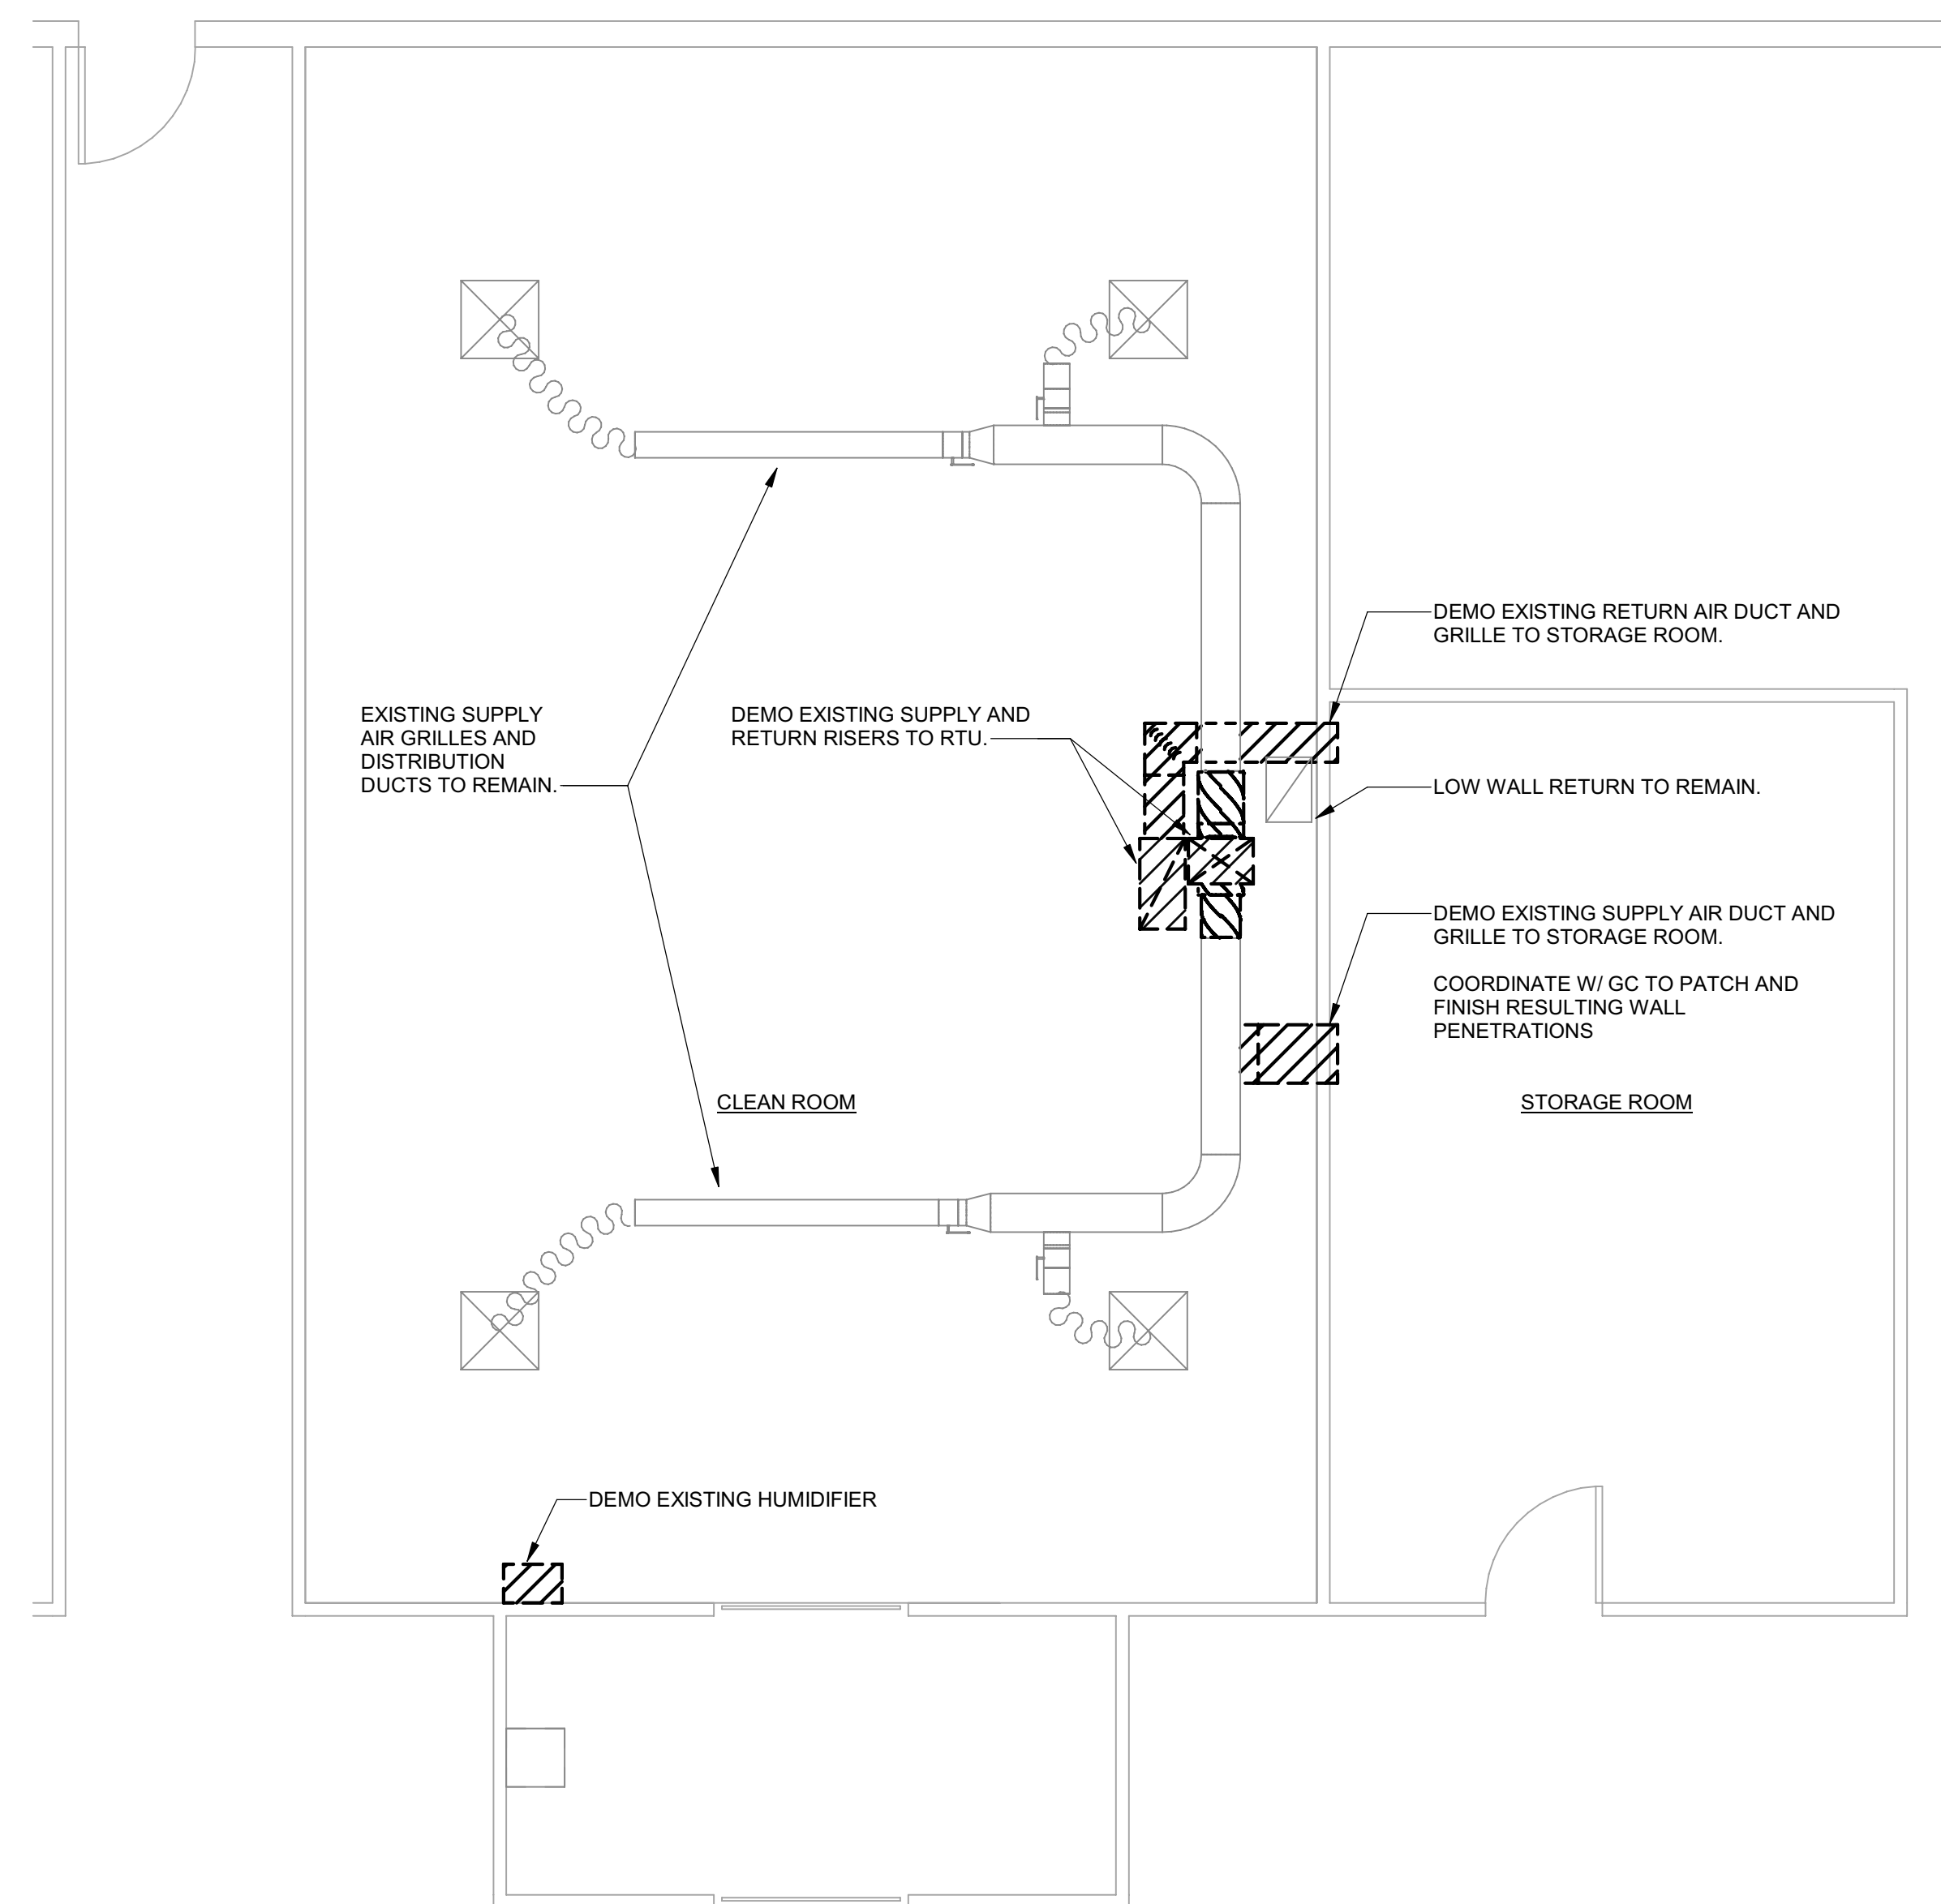 DEMO EXISTING RETURN AIR DUCT AND
GRILLE TO STORAGE ROOM.
EXISTING SUPPLY
AIR GRILLES AND
DISTRIBUTION
DUCTS TO REMAIN.
DEMO EXISTING SUPPLY AND
RETURN RISERS TO RTU.
LOW WALL RETURN TO REMAIN.
DEMO EXISTING SUPPLY AIR DUCT AND
GRILLE TO STORAGE ROOM.
COORDINATE W/ GC TO PATCH AND
FINISH RESULTING WALL
PENETRATIONS
CLEAN ROOM
STORAGE ROOM
DEMO EXISTING HUMIDIFIER